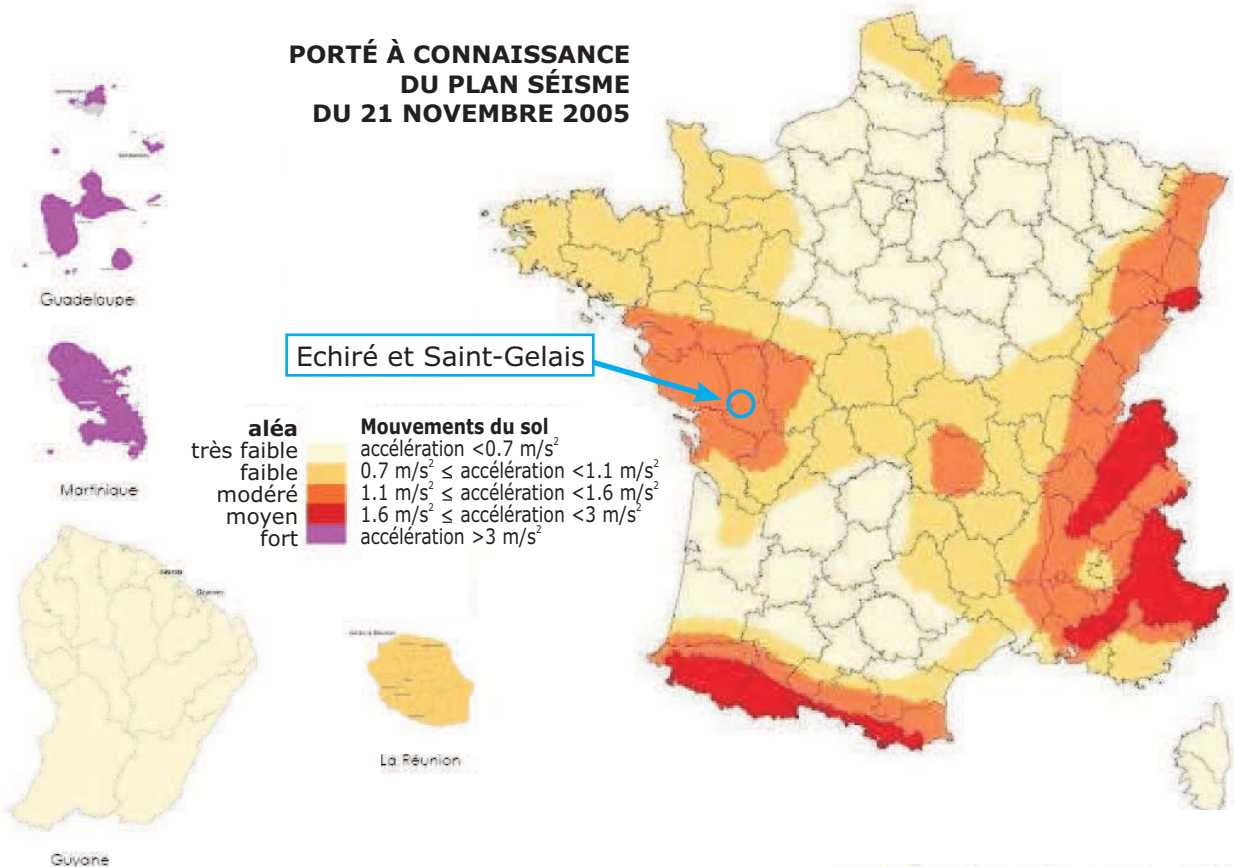 PORTÉ À CONNAISSANCE
DU PLAN SÉISME
DU 21 NOVEMBRE 2005
Guadeloupe
Martinique
Echiré et Saint-Gelais
aléa Mouvements du sol
très faible accélération <0.7 m/s²
faible 0.7 m/s² ≤ accélération <1.1 m/s²
modéré 1.1 m/s² ≤ accélération <1.6 m/s²
moyen 1.6 m/s² ≤ accélération <3 m/s²
fort accélération >3 m/s²
La Réunion
Guyane